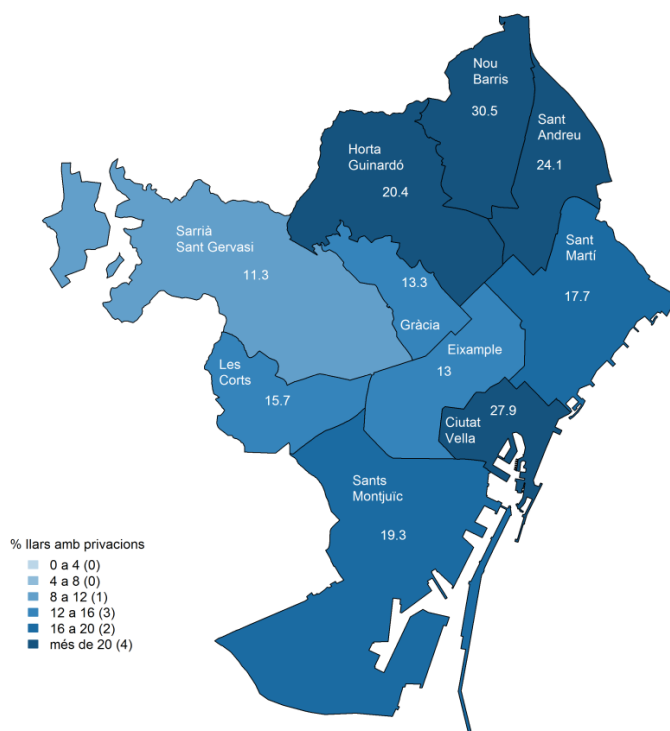 Nou
Barris
30.5
Sant
Andreu
24.1
Horta
Guinardó
20.4
Sarrià
Sant Gervasi
11.3
Sant
Martí
17.7
13.3
Gràcia
Eixample
13
Les
Corts
15.7
27.9
Ciutat
Vella
Sants
Montjuïc
19.3
% llars amb privacions
0 a 4 (0)
4 a 8 (0)
8 a 12 (1)
12 a 16 (3)
16 a 20 (2)
més de 20 (4)